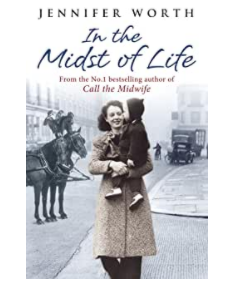 JENNIFER WORTH
In the
Midst of Life
From the No.1 bestselling author of
Call the Midwife